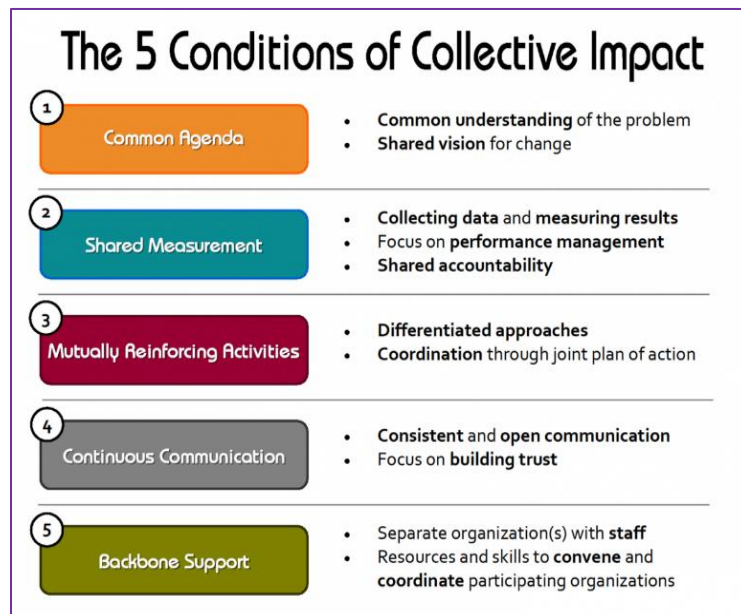 The 5 Conditions of Collective Impact
1
Common Agenda
• Common understanding of the problem
• Shared vision for change
2
Shared Measurement
• Collecting data and measuring results
• Focus on performance management
• Shared accountability
3
Mutually Reinforcing Activities
• Differentiated approaches
• Coordination through joint plan of action
4
Continuous Communication
• Consistent and open communication
• Focus on building trust
5
Backbone Support
• Separate organization(s) with staff
• Resources and skills to convene and
coordinate participating organizations